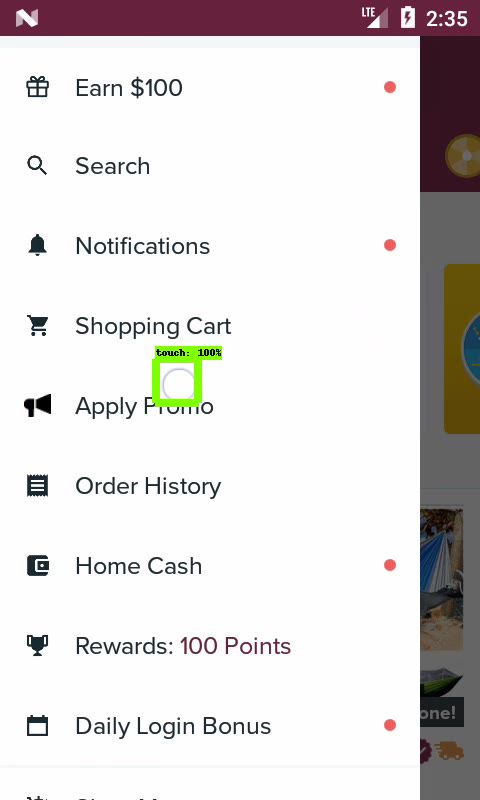 LTE 2:35
Earn $100
Search
Notifications
Shopping Cart
touch: 100%
Apply Promo
Order History
Home Cash
Rewards: 100 Points
one!
Daily Login Bonus